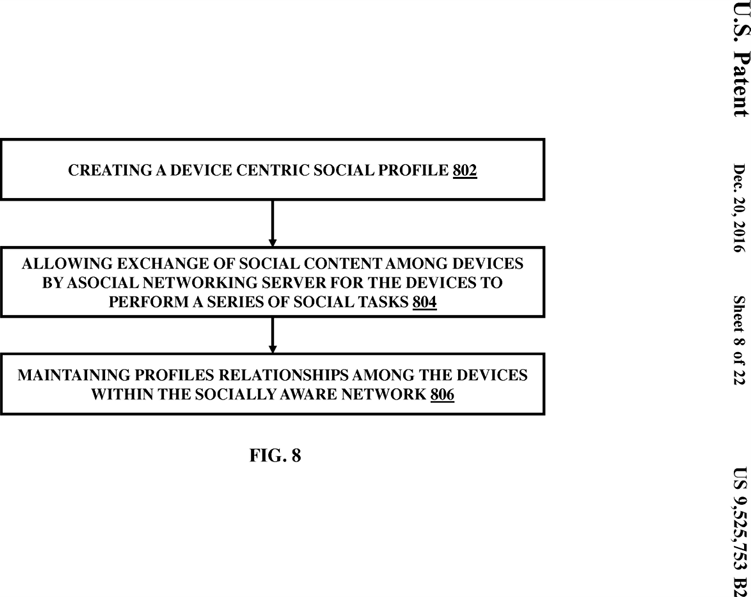 U.S. Patent Dec. 20, 2016 Sheet 8 of 22 US 9,525,753 B2
CREATING A DEVICE CENTRIC SOCIAL PROFILE 802
ALLOWING EXCHANGE OF SOCIAL CONTENT AMONG DEVICES
BY ASOCIAL NETWORKING SERVER FOR THE DEVICES TO
PERFORM A SERIES OF SOCIAL TASKS 804
MAINTAINING PROFILES RELATIONSHIPS AMONG THE DEVICES
WITHIN THE SOCIALLY AWARE NETWORK 806
FIG. 8